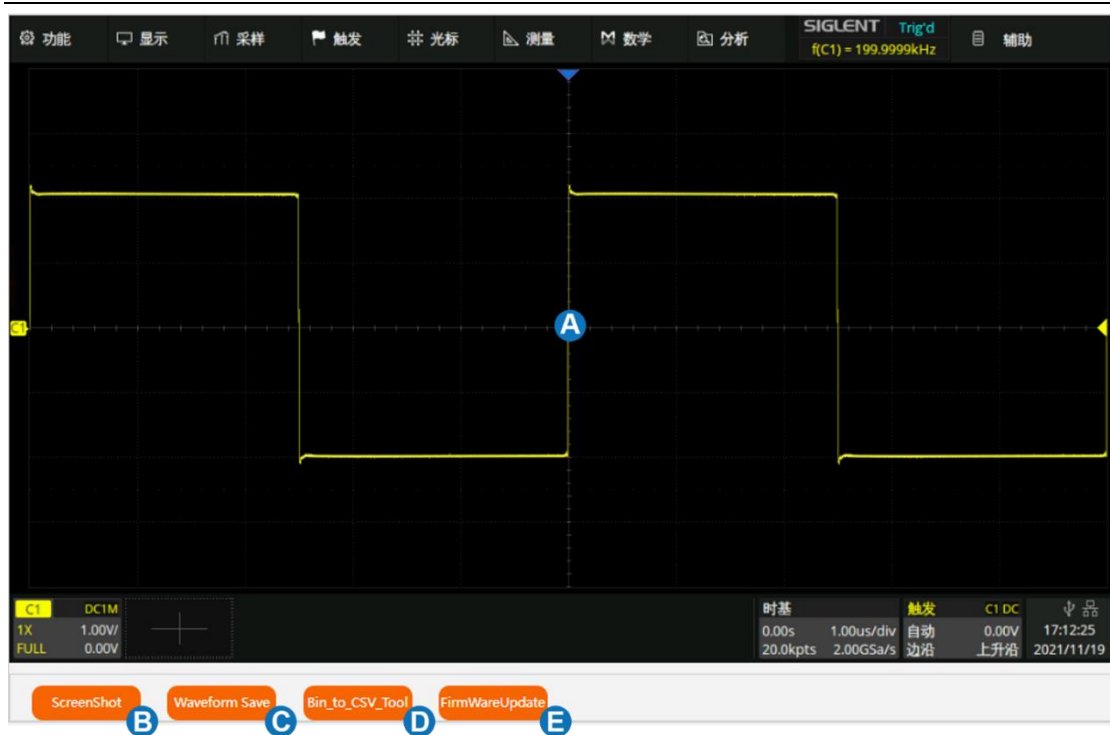 功能 显示 采样 触发 光标 测量 数学 分析 SIGLENT Trig'd 辅助
f(C1) = 199.9999kHz
C1
A
C1 DC1M
1X 1.00V/
FULL 0.00V
时基
0.00s 1.00us/div
20.0kpts 2.00GSa/s
触发 C1 DC
自动 0.00V
边沿 上升沿
17:12:25
2021/11/19
ScreenShot Waveform Save Bin_to_CSV_Tool FirmWareUpdate
B C D E